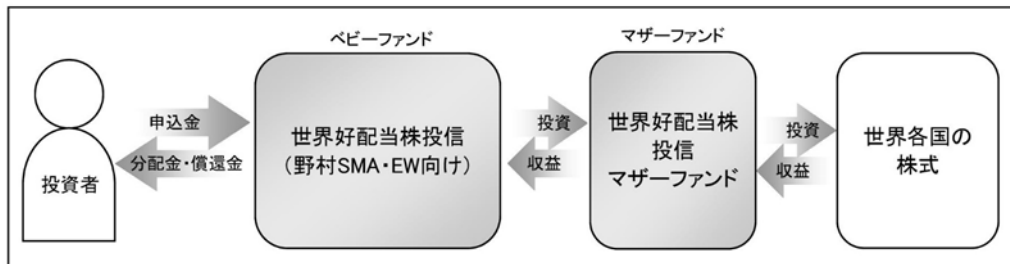 ベビーファンド
マザーファンド
投資者
申込金
分配金・償還金
世界好配当株投信
（野村SMA・EW向け）
投資
収益
世界好配当株
投信
マザーファンド
投資
収益
世界各国の
株式